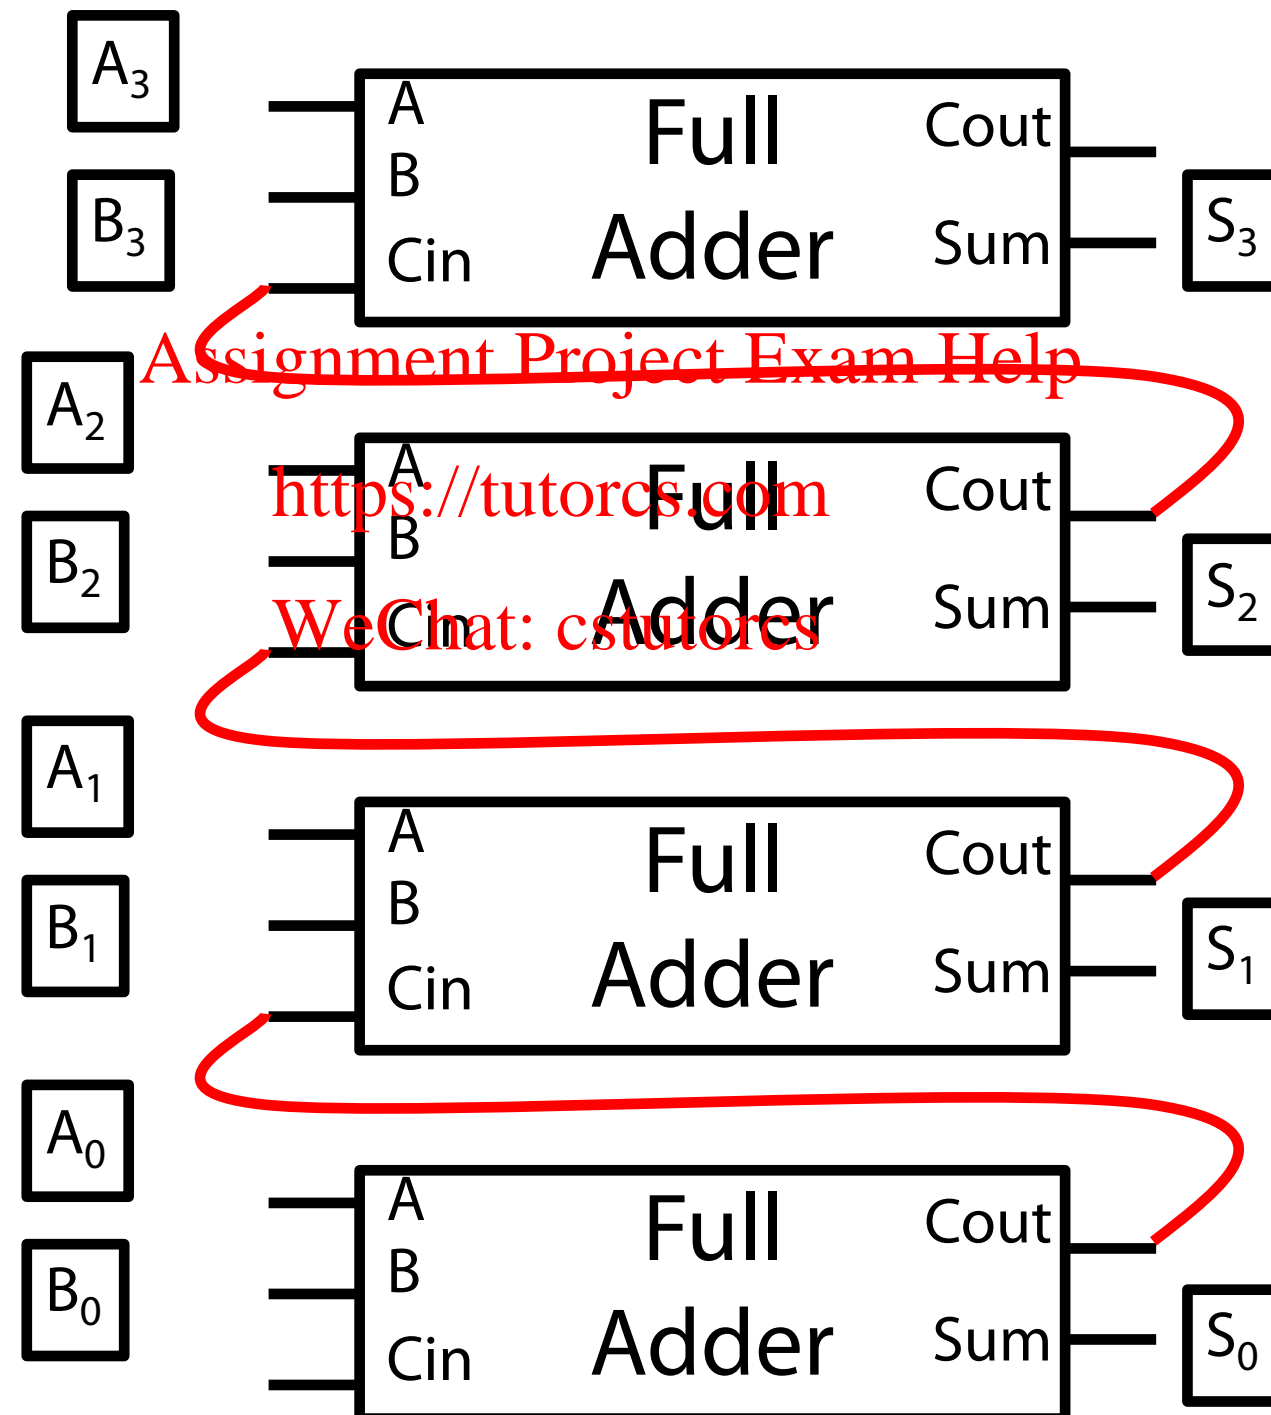 A3
A Full Cout
B
B3
Adder Sum S3
Cin
Assignment Project Exam Help
A2
A Full Cout
https://tutorcs.com
B
B2
Adder Sum S2
Cin
WeChat: cstutorcs
A1
A Full Cout
B
B1
Adder Sum S1
Cin
A0
A Full Cout
B
B0
Adder Sum S0
Cin